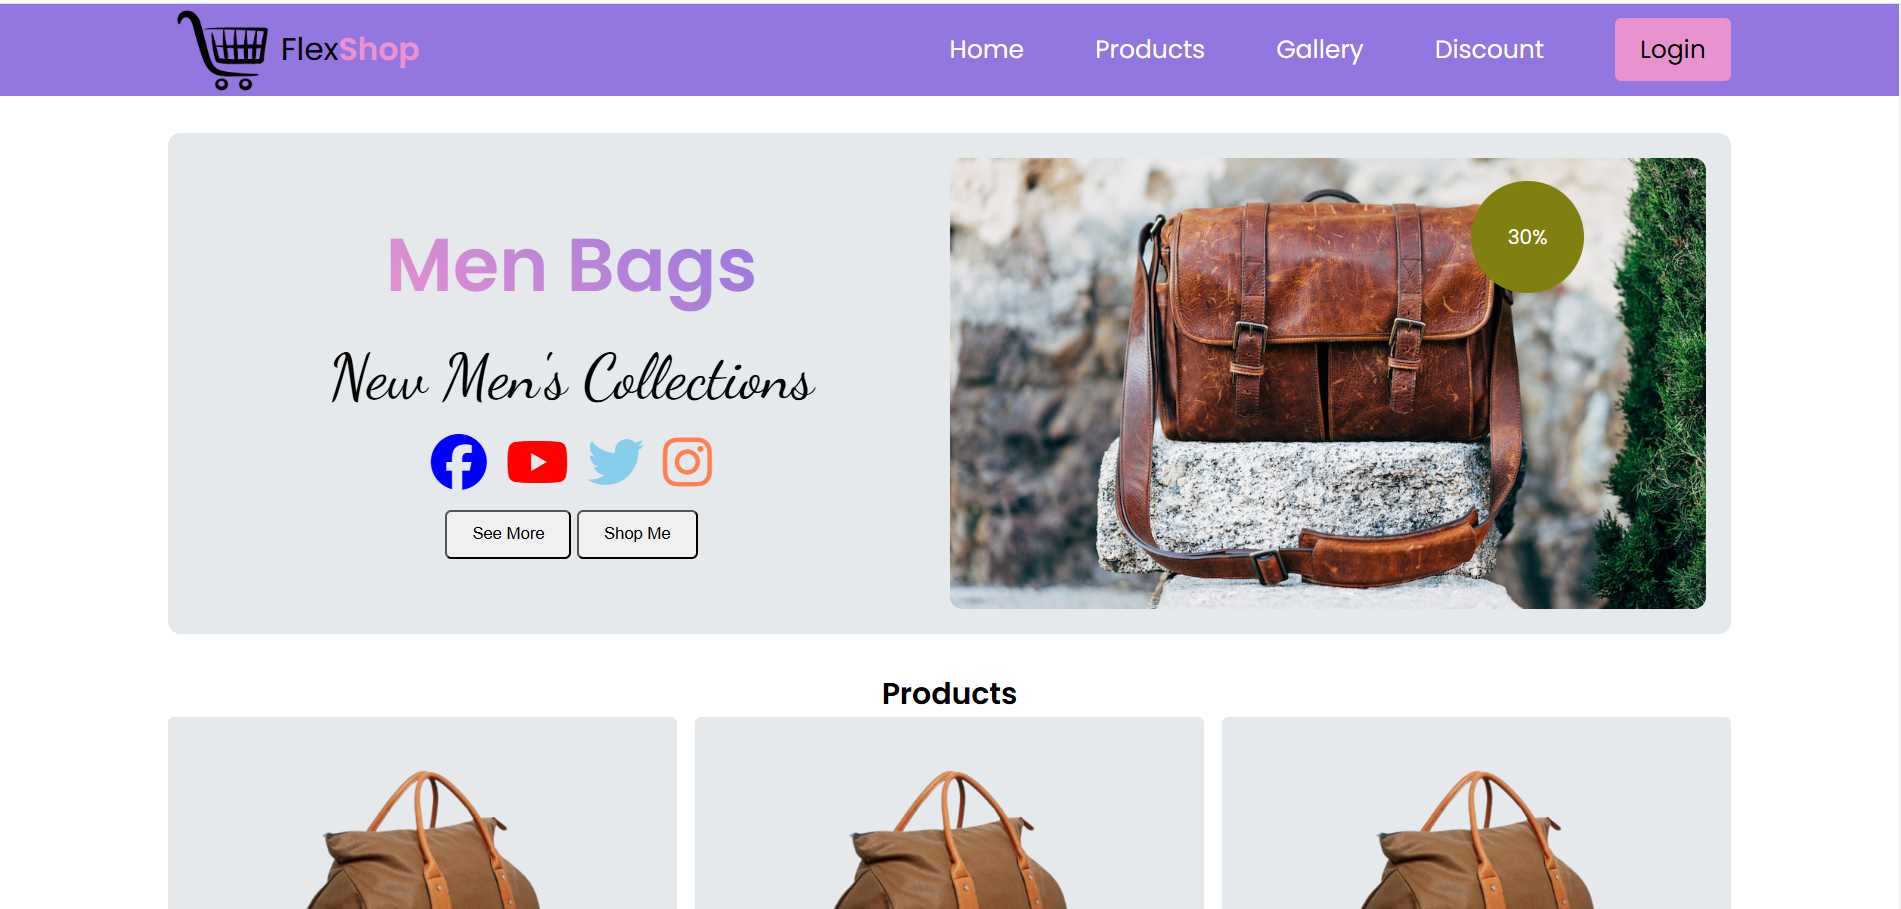 FlexShop
Home Products Gallery Discount Login
Men Bags
New Men's Collections
See More Shop Me
30%
Products